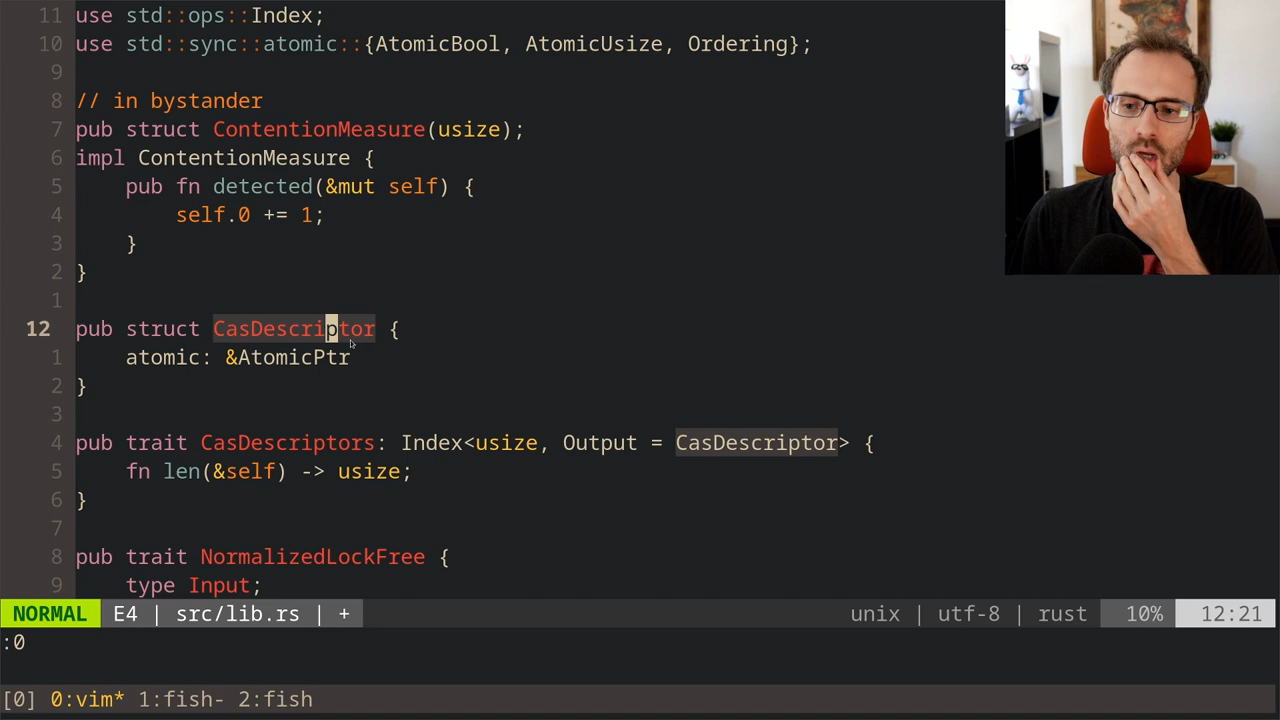 11 use std::ops::Index;
10 use std::sync::atomic::{AtomicBool, AtomicUsize, Ordering};
9
8 // in bystander
7 pub struct ContentionMeasure(usize);
6 impl ContentionMeasure {
5     pub fn detected(&mut self) {
4         self.0 += 1;
3     }
2 }
1
12 pub struct CasDescriptor {
1     atomic: &AtomicPtr
2 }
3
4 pub trait CasDescriptors: Index<usize, Output = CasDescriptor> {
5     fn len(&self) -> usize;
6 }
7
8 pub trait NormalizedLockFree {
9     type Input;
NORMAL E4 | src/lib.rs | + unix | utf-8 | rust 10% 12:21
:0
[0] 0:vim* 1:fish- 2:fish